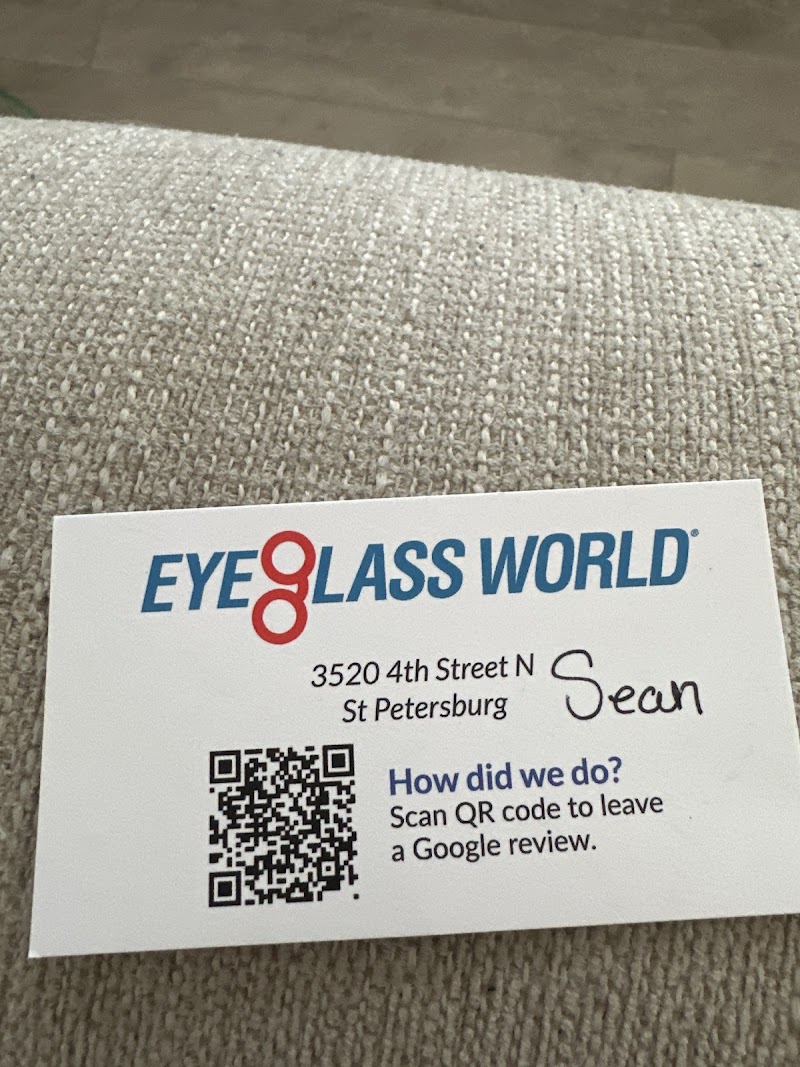 EYEGLASS WORLD®
3520 4th Street N
St Petersburg
Sean
How did we do?
Scan QR code to leave
a Google review.